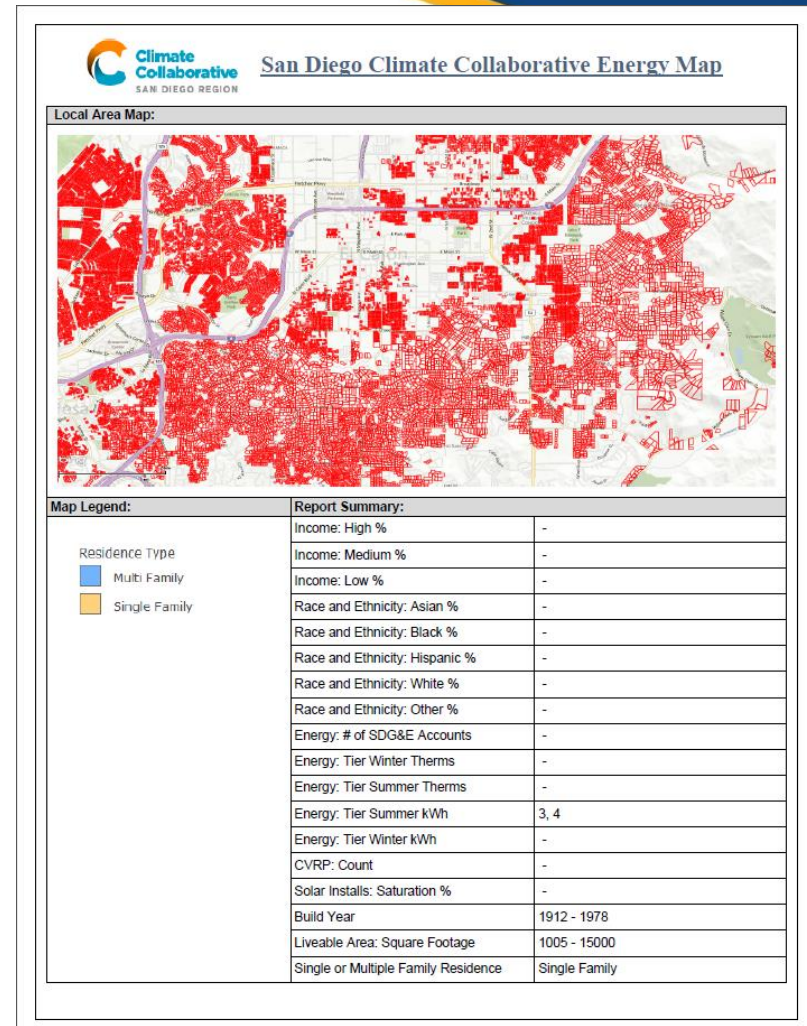 Climate
Collaborative
SAN DIEGO REGION
San Diego Climate Collaborative Energy Map
Local Area Map:
Fletcher Pkwy
El Cajon
Map Legend:
Report Summary:
Residence Type
Multi Family
Single Family
Income: High % -
Income: Medium % -
Income: Low % -
Race and Ethnicity: Asian % -
Race and Ethnicity: Black % -
Race and Ethnicity: Hispanic % -
Race and Ethnicity: White % -
Race and Ethnicity: Other % -
Energy: # of SDG&E Accounts -
Energy: Tier Winter Therms -
Energy: Tier Summer Therms -
Energy: Tier Summer kWh 3, 4
Energy: Tier Winter kWh -
CVRP: Count -
Solar Installs: Saturation % -
Build Year 1912 - 1978
Liveable Area: Square Footage 1005 - 15000
Single or Multiple Family Residence Single Family